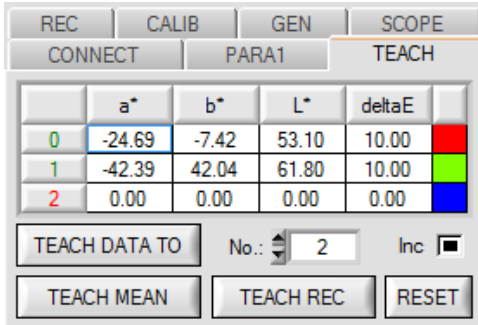 REC CALIB GEN SCOPE
CONNECT PARA1 TEACH
a* b* L* deltaE
0 -24.69 -7.42 53.10 10.00
1 -42.39 42.04 61.80 10.00
2 0.00 0.00 0.00 0.00
TEACH DATA TO No.: 2 Inc
TEACH MEAN TEACH REC RESET